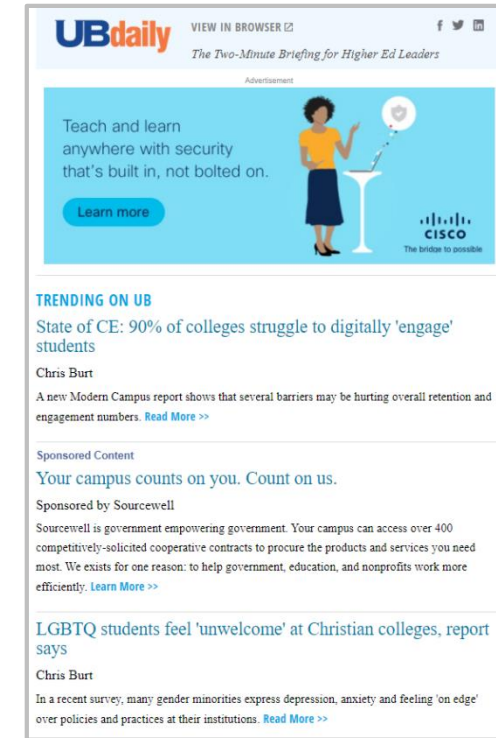 UBdaily
VIEW IN BROWSER
The Two-Minute Briefing for Higher Ed Leaders
Advertisement
Teach and learn
anywhere with security
that's built in, not bolted on.
Learn more
CISCO
The bridge to possible
TRENDING ON UB
State of CE: 90% of colleges struggle to digitally 'engage'
students
Chris Burt
A new Modern Campus report shows that several barriers may be hurting overall retention and
engagement numbers. Read More >>
Sponsored Content
Your campus counts on you. Count on us.
Sponsored by Sourcewell
Sourcewell is government empowering government. Your campus can access over 400
competitively-solicited cooperative contracts to procure the products and services you need
most. We exists for one reason: to help government, education, and nonprofits work more
efficiently. Learn More >>
LGBTQ students feel 'unwelcome' at Christian colleges, report
says
Chris Burt
In a recent survey, many gender minorities express depression, anxiety and feeling 'on edge'
over policies and practices at their institutions. Read More >>